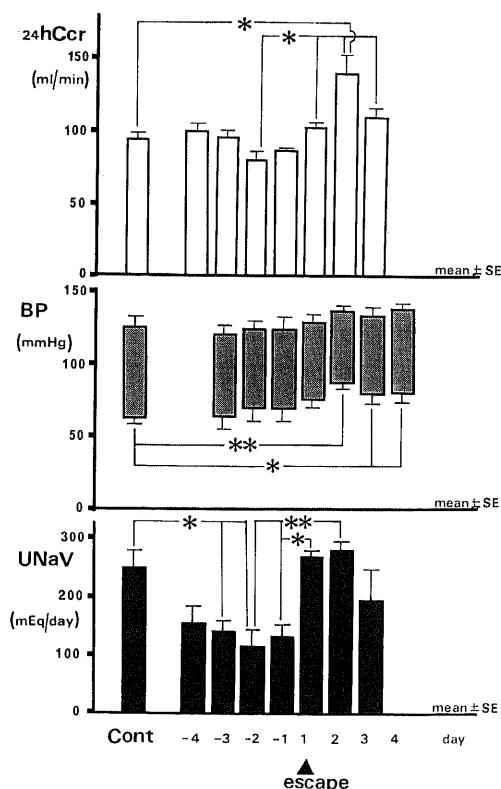 24hCcr
(ml/min)
150
100
50
0
*
*
mean ± SE
BP
(mmHg)
150
100
50
0
**
*
mean ± SE
UNaV
(mEq/day)
300
200
100
0
*
**
*
mean ± SE
Cont -4 -3 -2 -1 1 2 3 4 day
▲
escape